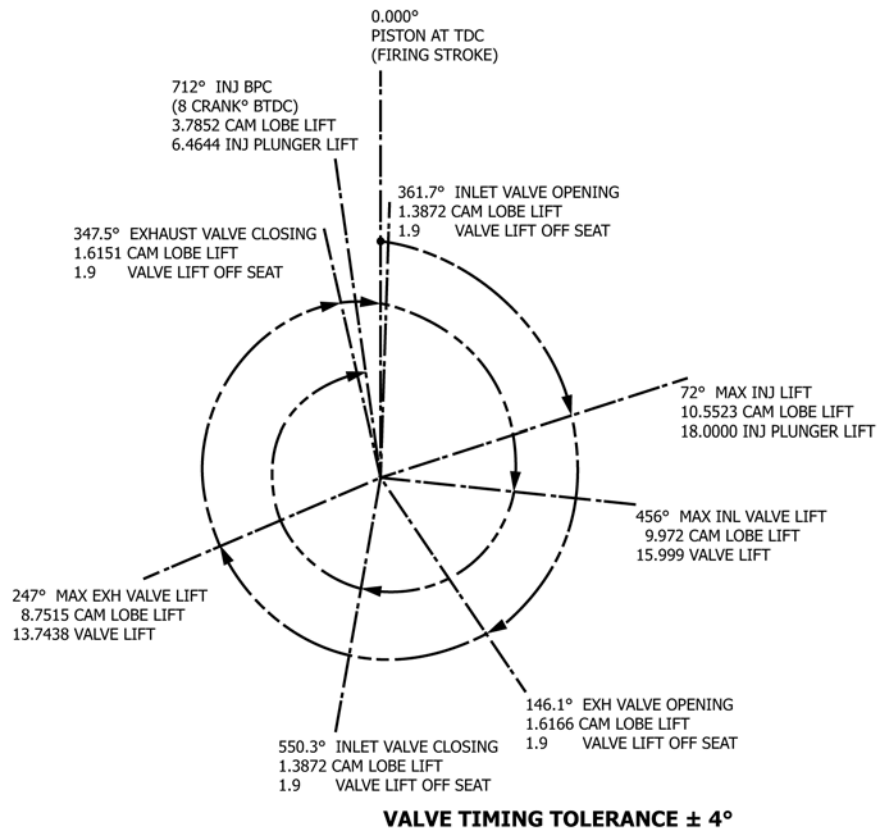 0.000°
PISTON AT TDC
(FIRING STROKE)
712° INJ BPC
(8 CRANK° BTDC)
3.7852 CAM LOBE LIFT
6.4644 INJ PLUNGER LIFT
361.7° INLET VALVE OPENING
1.3872 CAM LOBE LIFT
1.9 VALVE LIFT OFF SEAT
347.5° EXHAUST VALVE CLOSING
1.6151 CAM LOBE LIFT
1.9 VALVE LIFT OFF SEAT
72° MAX INJ LIFT
10.5523 CAM LOBE LIFT
18.0000 INJ PLUNGER LIFT
456° MAX INL VALVE LIFT
9.972 CAM LOBE LIFT
15.999 VALVE LIFT
247° MAX EXH VALVE LIFT
8.7515 CAM LOBE LIFT
13.7438 VALVE LIFT
146.1° EXH VALVE OPENING
1.6166 CAM LOBE LIFT
1.9 VALVE LIFT OFF SEAT
550.3° INLET VALVE CLOSING
1.3872 CAM LOBE LIFT
1.9 VALVE LIFT OFF SEAT
VALVE TIMING TOLERANCE ± 4°